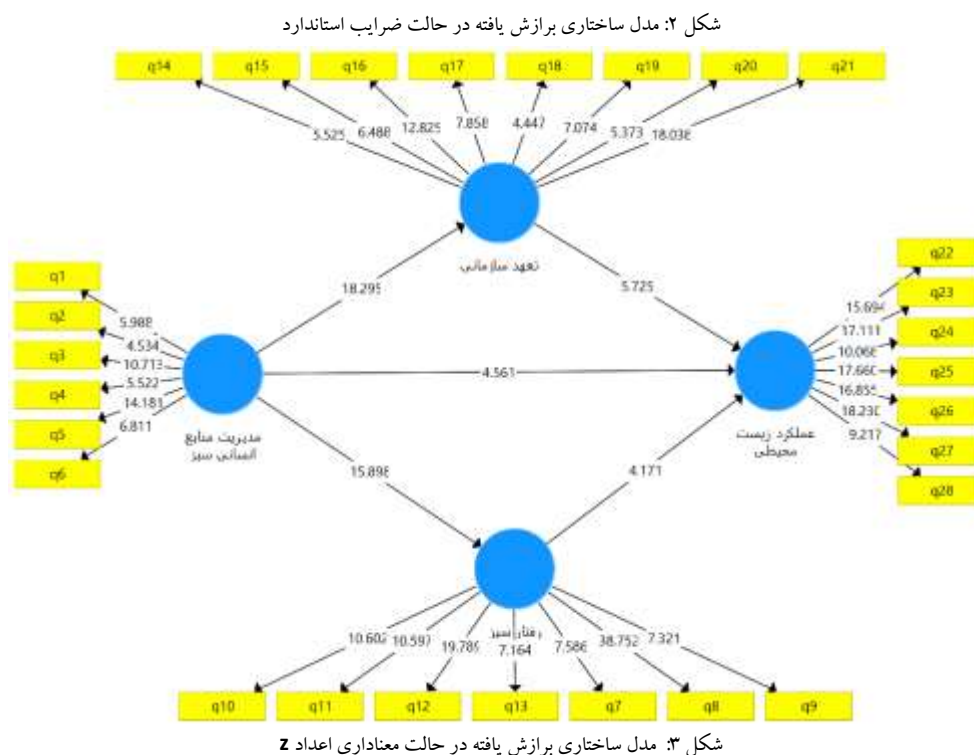 شکل ۲: مدل ساختاری برازش یافته در حالت ضرایب استاندارد
q14 q15 q16 q17 q18 q19 q20 q21
5.525 6.488 12.825 7.858 4.447 7.074 5.373 18.038
تعهد سازمانی
18.295 5.725
q1
q2
q3
q4
q5
q6
5.988
4.534
10.713
5.522
14.181
6.811
مدیریت منابع
انسانی سبز
4.561
q22
q23
q24
q25
q26
q27
q28
15.694
17.111
10.068
17.660
16.855
18.230
9.217
عملکرد زیست
محیطی
15.898 4.171
رفتار سبز
10.602 10.597 19.789 7.164 7.586 38.752 7.321
q10 q11 q12 q13 q7 q8 q9
شکل ۳: مدل ساختاری برازش یافته در حالت معناداری اعداد z